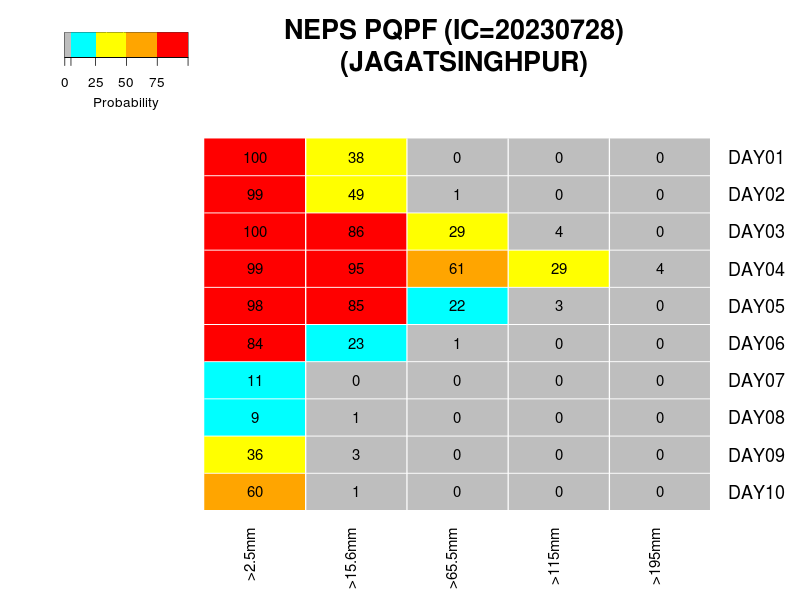 NEPS PQPF (IC=20230728)
(JAGATSINGHPUR)
0 25 50 75
Probability
100 38 0 0 0 DAY01
99 49 1 0 0 DAY02
100 86 29 4 0 DAY03
99 95 61 29 4 DAY04
98 85 22 3 0 DAY05
84 23 1 0 0 DAY06
11 0 0 0 0 DAY07
9 1 0 0 0 DAY08
36 3 0 0 0 DAY09
60 1 0 0 0 DAY10
>2.5mm >15.6mm >65.5mm >115mm >195mm